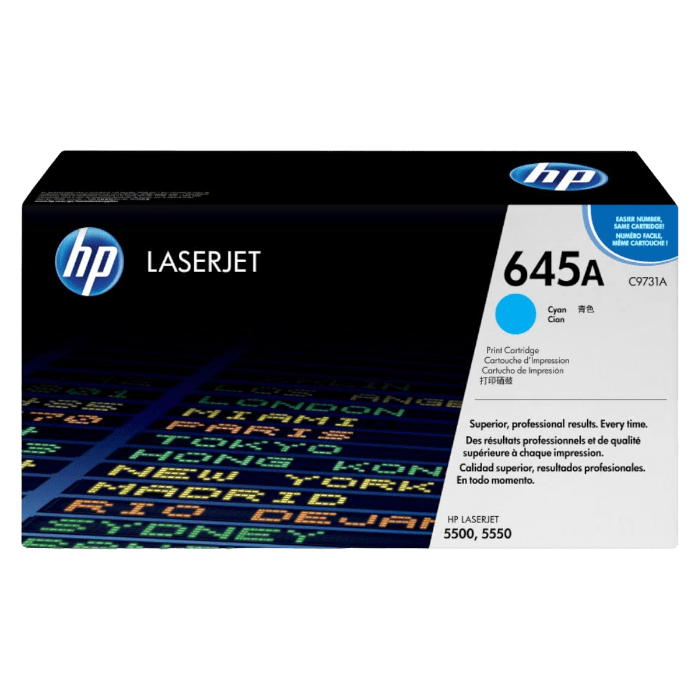 hp
hp
LASERJET
EASIER NUMBER,
SAME CARTRIDGE!
NUMÉRO FACILE,
MÊME CARTOUCHE !
645A
C9731A
Cyan 青色
Cian
Print Cartridge
Cartouche d'Impression
Cartucho de Impresión
打印硒鼓
LONDON
MIAMI
PARIS
TOKYO
HONG KONG
NEW YORK
MADRID
RIO DE JAN
SYDNEY
Superior, professional results. Every time.
Des résultats professionnels et de qualité
supérieure à chaque impression.
Calidad superior, resultados profesionales.
En todo momento.
HP LASERJET
5500, 5550